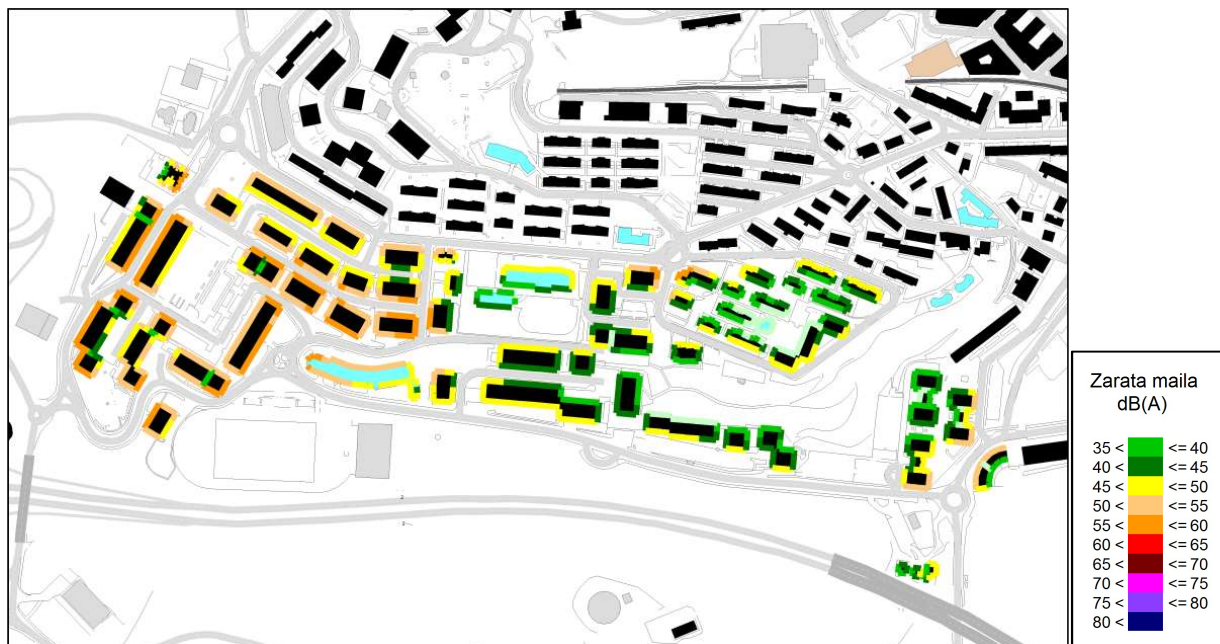 Zarata maila
dB(A)
35 < <= 40
40 < <= 45
45 < <= 50
50 < <= 55
55 < <= 60
60 < <= 65
65 < <= 70
70 < <= 75
75 < <= 80
80 <